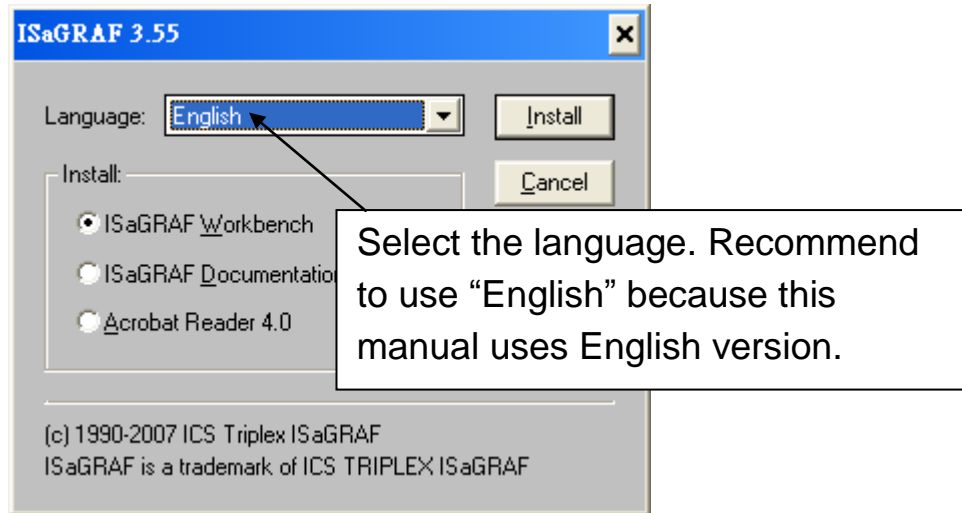 ISaGRAF 3.55
Language: English Install
Install: Cancel
ISaGRAF Workbench
ISaGRAF Documentation
Acrobat Reader 4.0
Select the language. Recommend
to use “English” because this
manual uses English version.
(c) 1990-2007 ICS Triplex ISaGRAF
ISaGRAF is a trademark of ICS TRIPLEX ISaGRAF